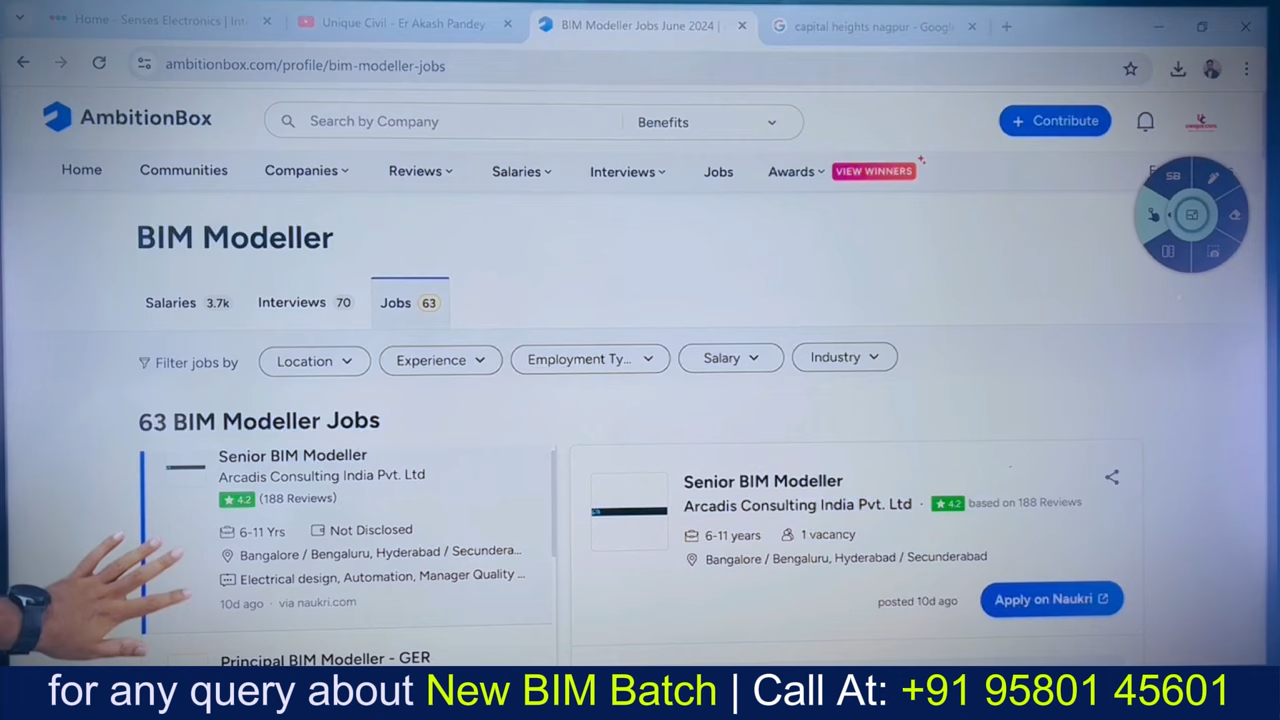 Home - Senses Electronics | Int
Unique Civil - Er Akash Pandey
BIM Modeller Jobs June 2024 |
capital heights nagpur - Googl
ambitionbox.com/profile/bim-modeller-jobs
AmbitionBox
Search by Company
Benefits
+ Contribute
Home
Communities
Companies
Reviews
Salaries
Interviews
Jobs
Awards
VIEW WINNERS
SB
BIM Modeller
Salaries 3.7k
Interviews 70
Jobs 63
Filter jobs by
Location
Experience
Employment Ty...
Salary
Industry
63 BIM Modeller Jobs
Senior BIM Modeller
Arcadis Consulting India Pvt. Ltd
★ 4.2 (188 Reviews)
6-11 Yrs
Not Disclosed
Bangalore / Bengaluru, Hyderabad / Secundera...
Electrical design, Automation, Manager Quality ...
10d ago · via naukri.com
Principal BIM Modeller - GER
Senior BIM Modeller
Arcadis Consulting India Pvt. Ltd · ★ 4.2 based on 188 Reviews
6-11 years
1 vacancy
Bangalore / Bengaluru, Hyderabad / Secunderabad
posted 10d ago
Apply on Naukri
for any query about New BIM Batch | Call At: +91 95801 45601